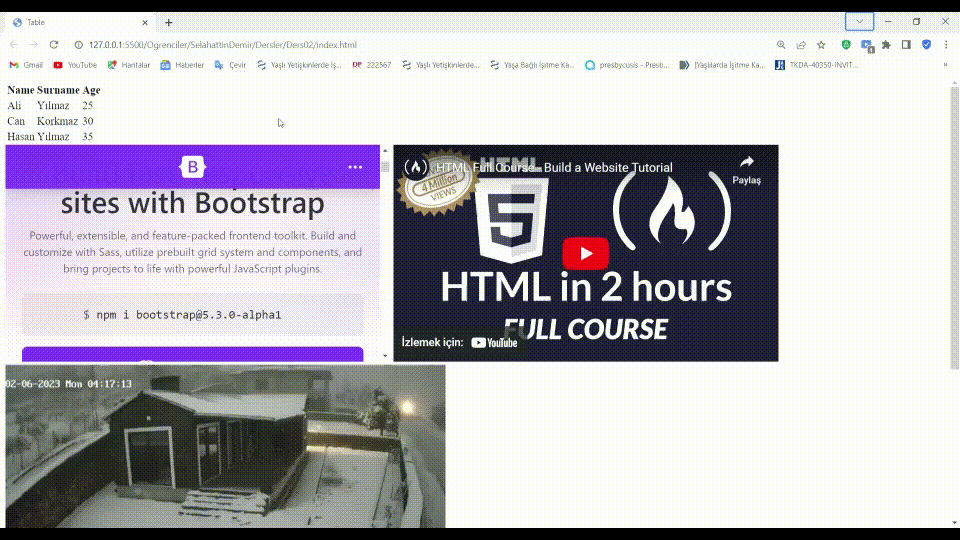 Table
127.0.0.1:5500/Ogrenciler/SelahattinDemir/Dersler/Ders02/index.html
Gmail YouTube Haritalar Haberler Çevir Yaşlı Yetişkinlerde İş... DP 222567 Yaşlı Yetişkinlerde... Yaşa Bağlı İşitme Ka... presbycusis - Presb... [Yaşlılarda İşitme Ka... TKDA-40350-INVIT... »
Name Surname Age
Ali Yılmaz 25
Can Korkmaz 30
Hasan Yılmaz 35
B
sites with Bootstrap
Powerful, extensible, and feature-packed frontend toolkit. Build and
customize with Sass, utilize prebuilt grid system and components, and
bring projects to life with powerful JavaScript plugins.
$ npm i bootstrap@5.3.0-alpha1
HTML Full Course - Build a Website Tutorial
Paylaş
4 Million
VIEWS
HTML
5
HTML in 2 hours
FULL COURSE
İzlemek için: YouTube
02-06-2023 Mon 04:17:13